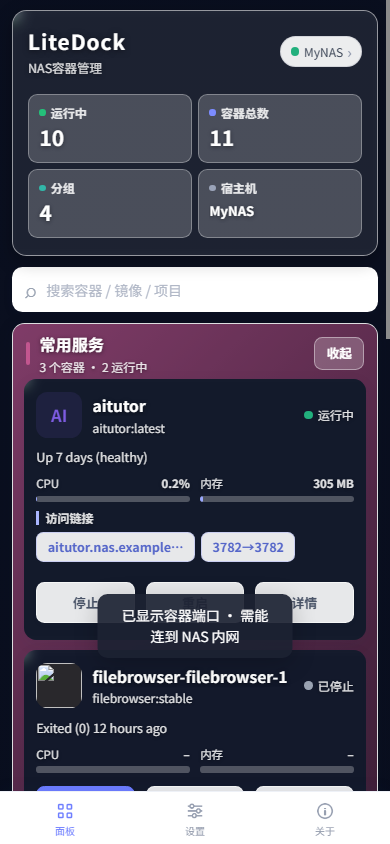 LiteDock
NAS容器管理
MyNAS ›
运行中
10
容器总数
11
分组
4
宿主机
MyNAS
搜索容器 / 镜像 / 项目
常用服务
3 个容器 • 2 运行中
收起
AI
aitutor
aitutor:latest
运行中
Up 7 days (healthy)
CPU 0.2%
内存 305 MB
访问链接
aitutor.nas.example···
3782→3782
停止
详情
已显示容器端口 • 需能
连到 NAS 内网
filebrowser-filebrowser-1
filebrowser:stable
已停止
Exited (0) 12 hours ago
CPU –
内存 –
面板
设置
关于